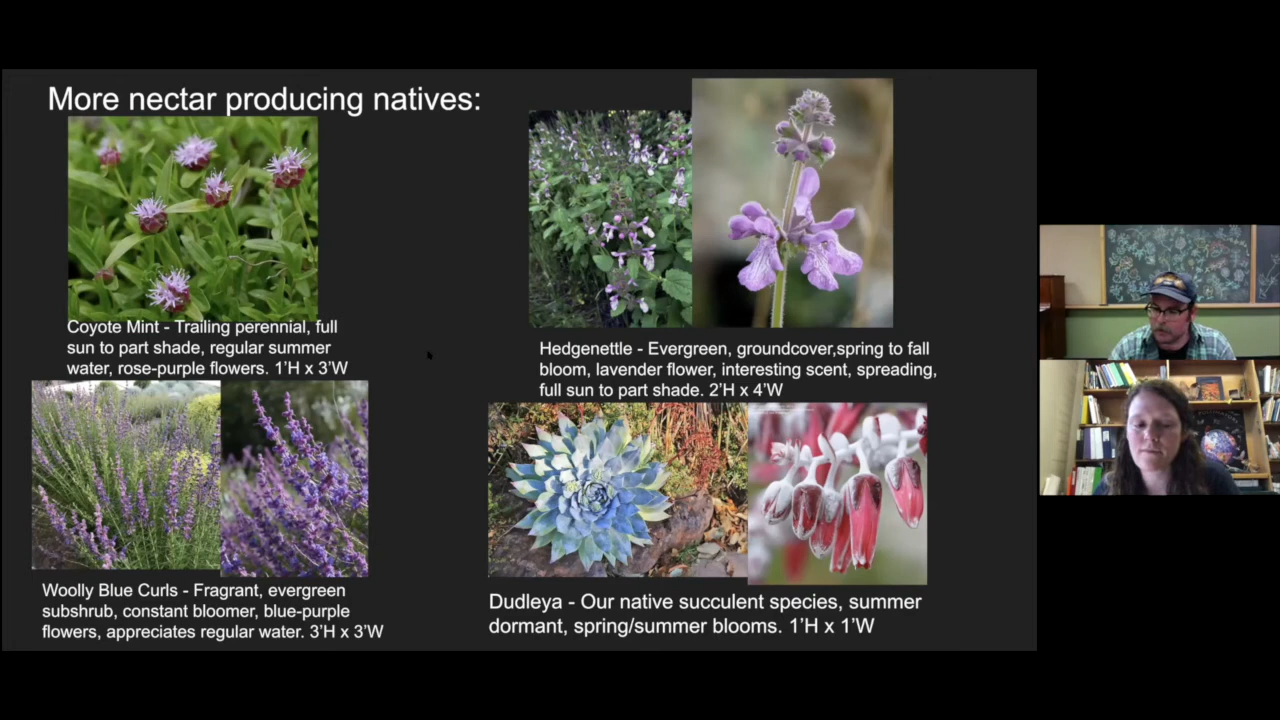 More nectar producing natives:
Coyote Mint - Trailing perennial, full
sun to part shade, regular summer
water, rose-purple flowers. 1'H x 3'W
Hedgenettle - Evergreen, groundcover,spring to fall
bloom, lavender flower, interesting scent, spreading,
full sun to part shade. 2'H x 4'W
Woolly Blue Curls - Fragrant, evergreen
subshrub, constant bloomer, blue-purple
flowers, appreciates regular water. 3'H x 3'W
Dudleya - Our native succulent species, summer
dormant, spring/summer blooms. 1'H x 1'W